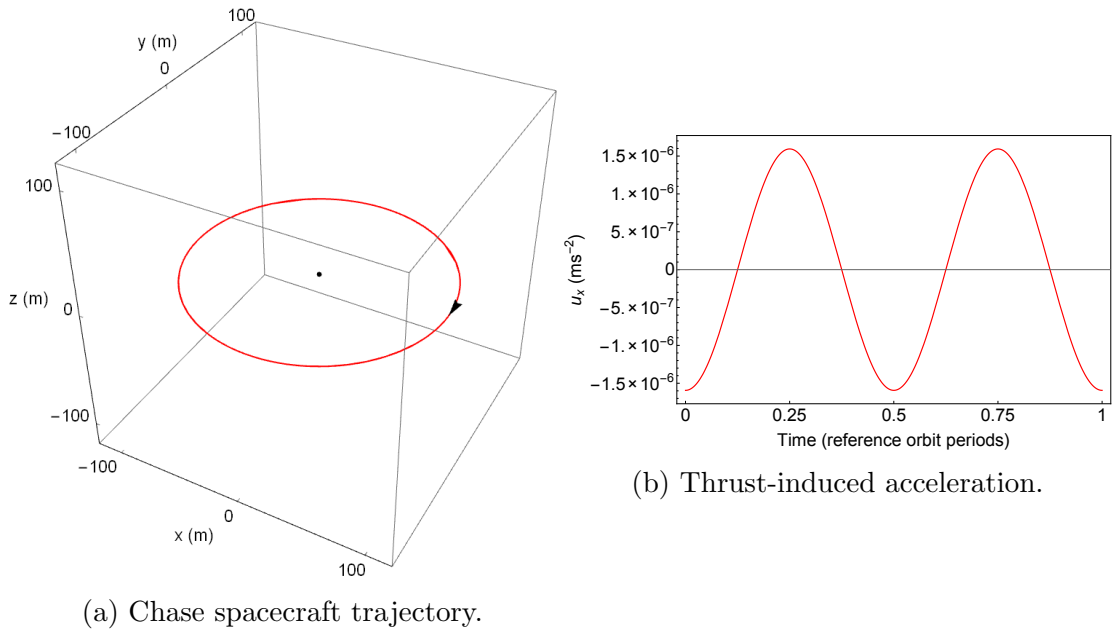 100
y (m)
0
−100
100
z (m)
0
−100
−100
0
x (m)
100
(a) Chase spacecraft trajectory.
1.5×10⁻⁶
1.×10⁻⁶
5.×10⁻⁷
0
−5.×10⁻⁷
−1.×10⁻⁶
−1.5×10⁻⁶
uₓ (ms⁻²)
0 0.25 0.5 0.75 1
Time (reference orbit periods)
(b) Thrust-induced acceleration.